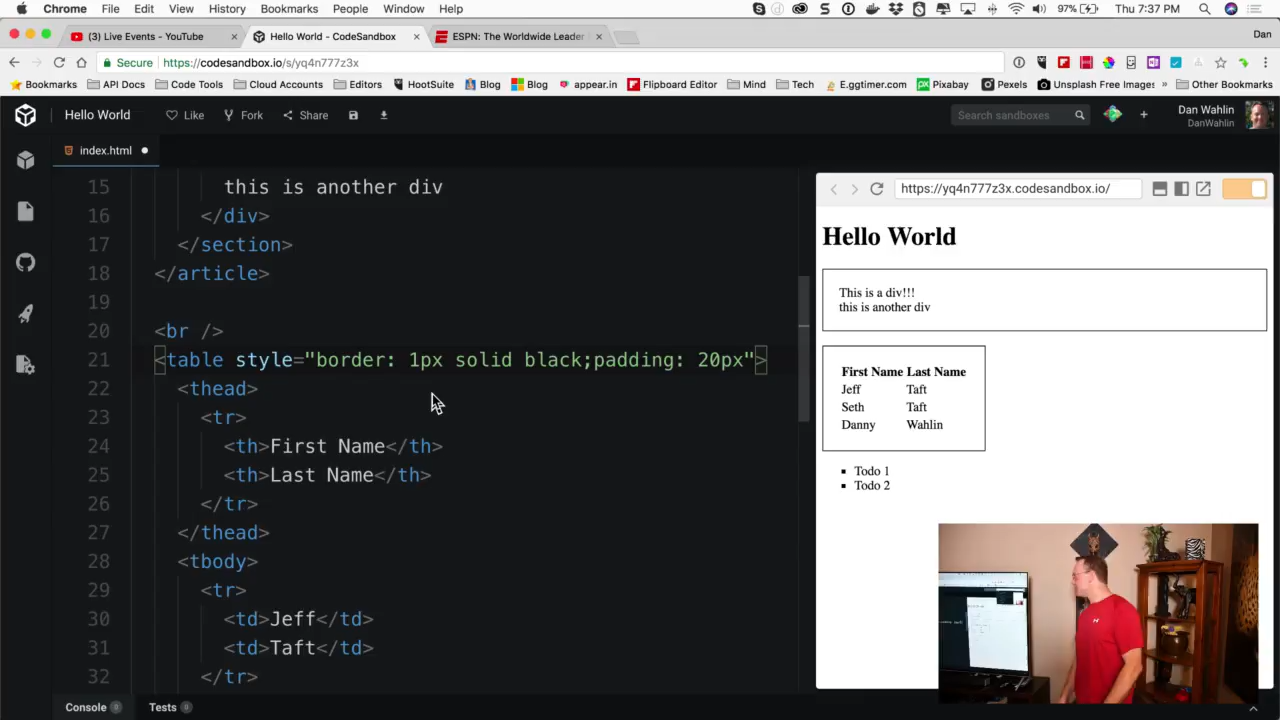 Chrome File Edit View History Bookmarks People Window Help 97% Thu 7:37 PM
(3) Live Events - YouTube Hello World - CodeSandbox ESPN: The Worldwide Leader Dan
Secure https://codesandbox.io/s/yq4n777z3x
Bookmarks API Docs Code Tools Cloud Accounts Editors HootSuite Blog Blog appear.in Flipboard Editor Mind Tech E.ggtimer.com Pixabay Pexels Unsplash Free Images » Other Bookmarks
Hello World Like Fork Share Search sandboxes Dan Wahlin
DanWahlin
index.html
15 this is another div
16 </div>
17 </section>
18 </article>
19
20 <br />
21 <table style="border: 1px solid black;padding: 20px">
22 <thead>
23 <tr>
24 <th>First Name</th>
25 <th>Last Name</th>
26 </tr>
27 </thead>
28 <tbody>
29 <tr>
30 <td>Jeff</td>
31 <td>Taft</td>
32 </tr>
https://yq4n777z3x.codesandbox.io/
Hello World
This is a div!!!
this is another div
First Name Last Name
Jeff Taft
Seth Taft
Danny Wahlin
Todo 1
Todo 2
Console 0 Tests 0